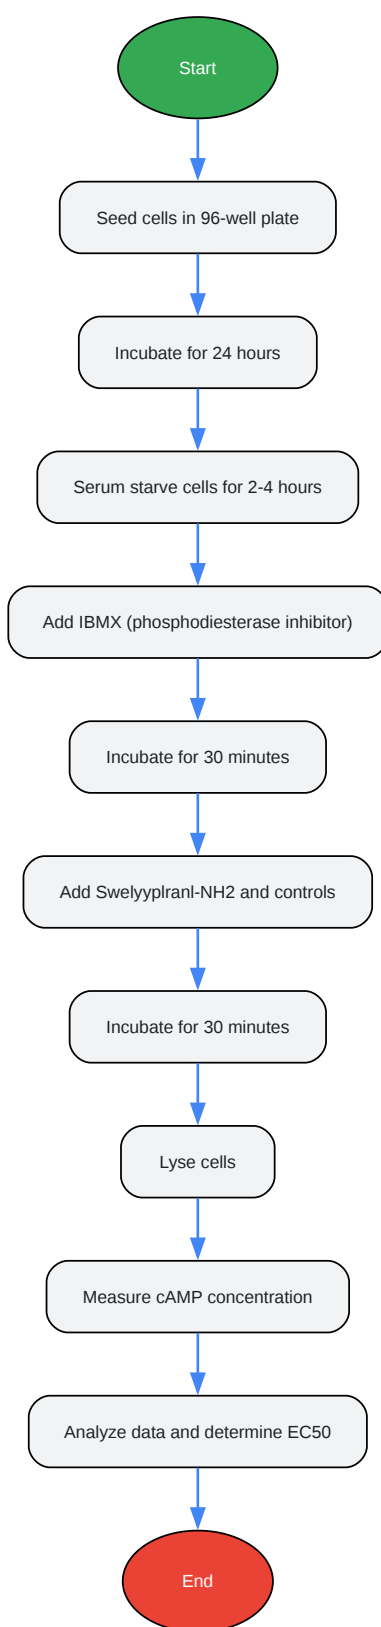 Start
Seed cells in 96-well plate
Incubate for 24 hours
Serum starve cells for 2-4 hours
Add IBMX (phosphodiesterase inhibitor)
Incubate for 30 minutes
Add Swelyyplranl-NH2 and controls
Incubate for 30 minutes
Lyse cells
Measure cAMP concentration
Analyze data and determine EC50
End